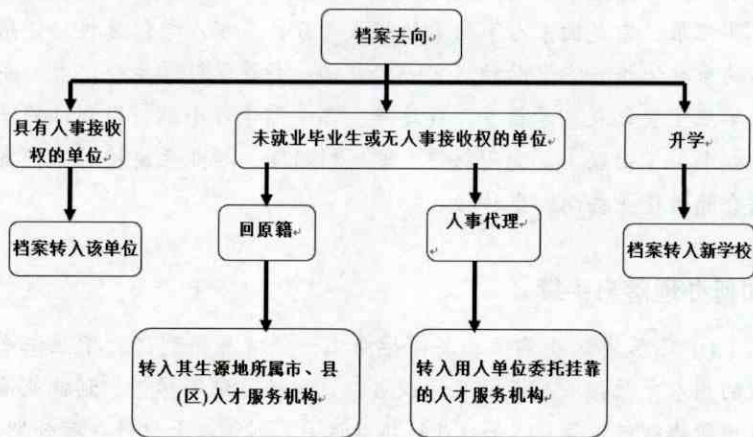 档案去向
具有人事接收
权的单位
未就业毕业生或无人事接收权的单位
升学
档案转入该单位
回原籍
人事代理
档案转入新学校
转入其生源地所属市、县
(区)人才服务机构
转入用人单位委托挂靠
的人才服务机构